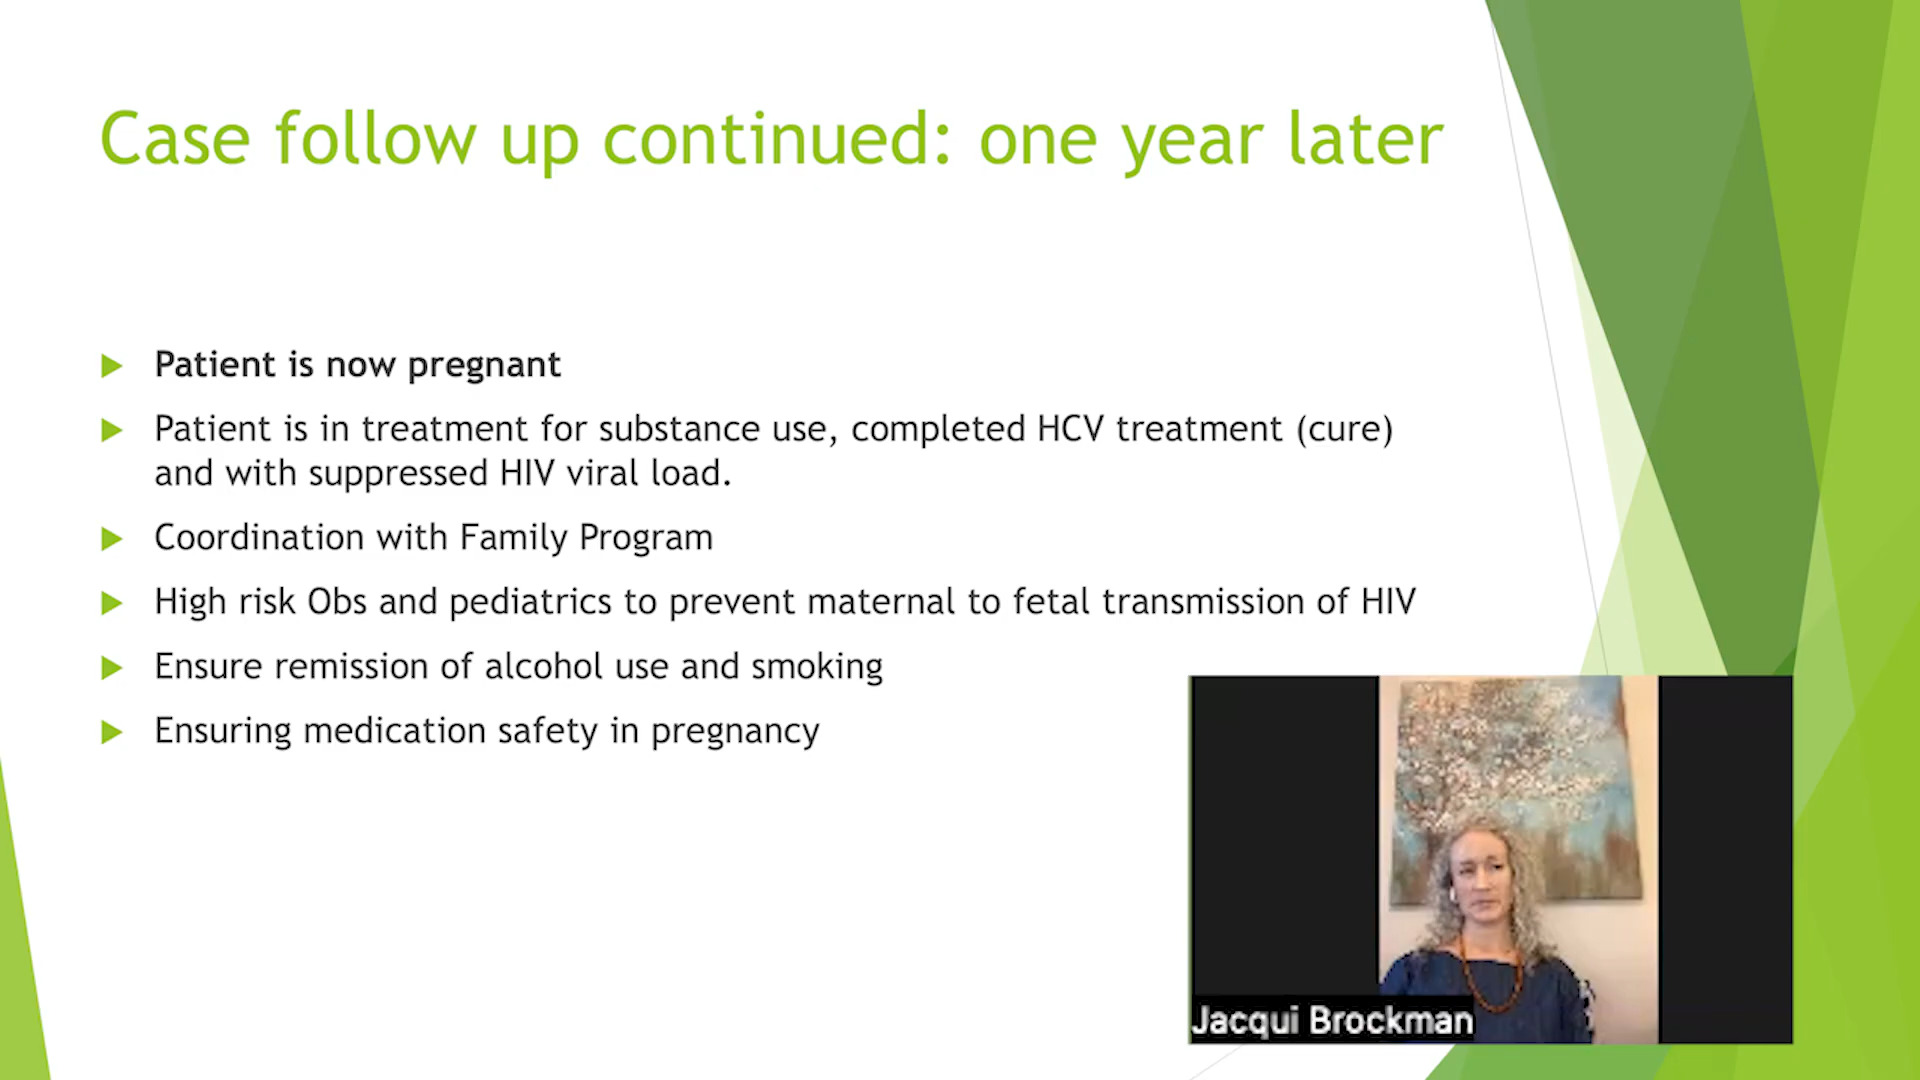 Case follow up continued: one year later
Patient is now pregnant
Patient is in treatment for substance use, completed HCV treatment (cure)
and with suppressed HIV viral load.
Coordination with Family Program
High risk Obs and pediatrics to prevent maternal to fetal transmission of HIV
Ensure remission of alcohol use and smoking
Ensuring medication safety in pregnancy
Jacqui Brockman